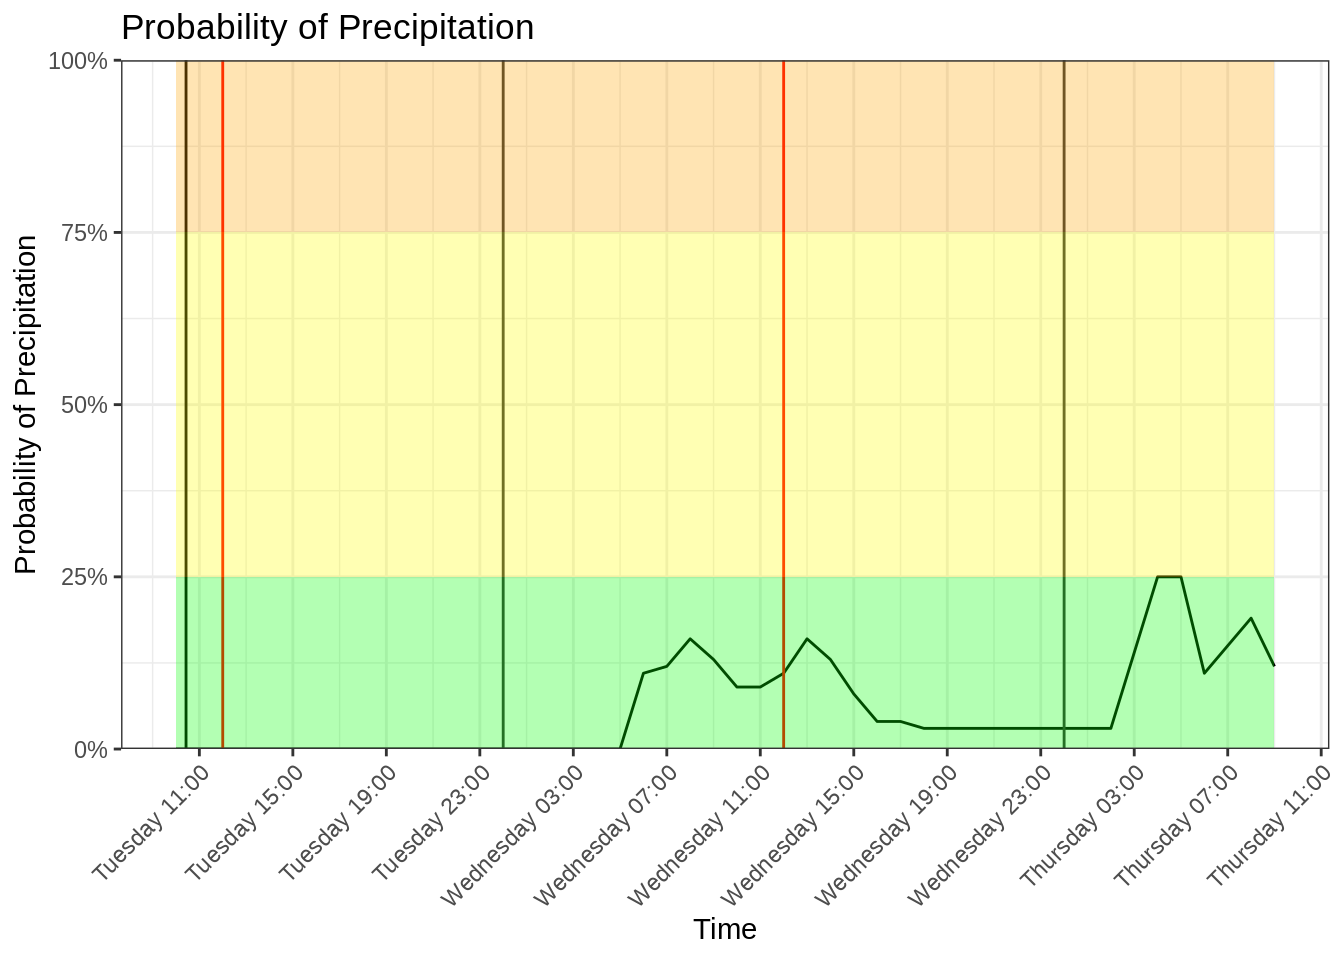 Probability of Precipitation
Probability of Precipitation
100%
75%
50%
25%
0%
Tuesday 11:00
Tuesday 15:00
Tuesday 19:00
Tuesday 23:00
Wednesday 03:00
Wednesday 07:00
Wednesday 11:00
Wednesday 15:00
Wednesday 19:00
Wednesday 23:00
Thursday 03:00
Thursday 07:00
Thursday 11:00
Time